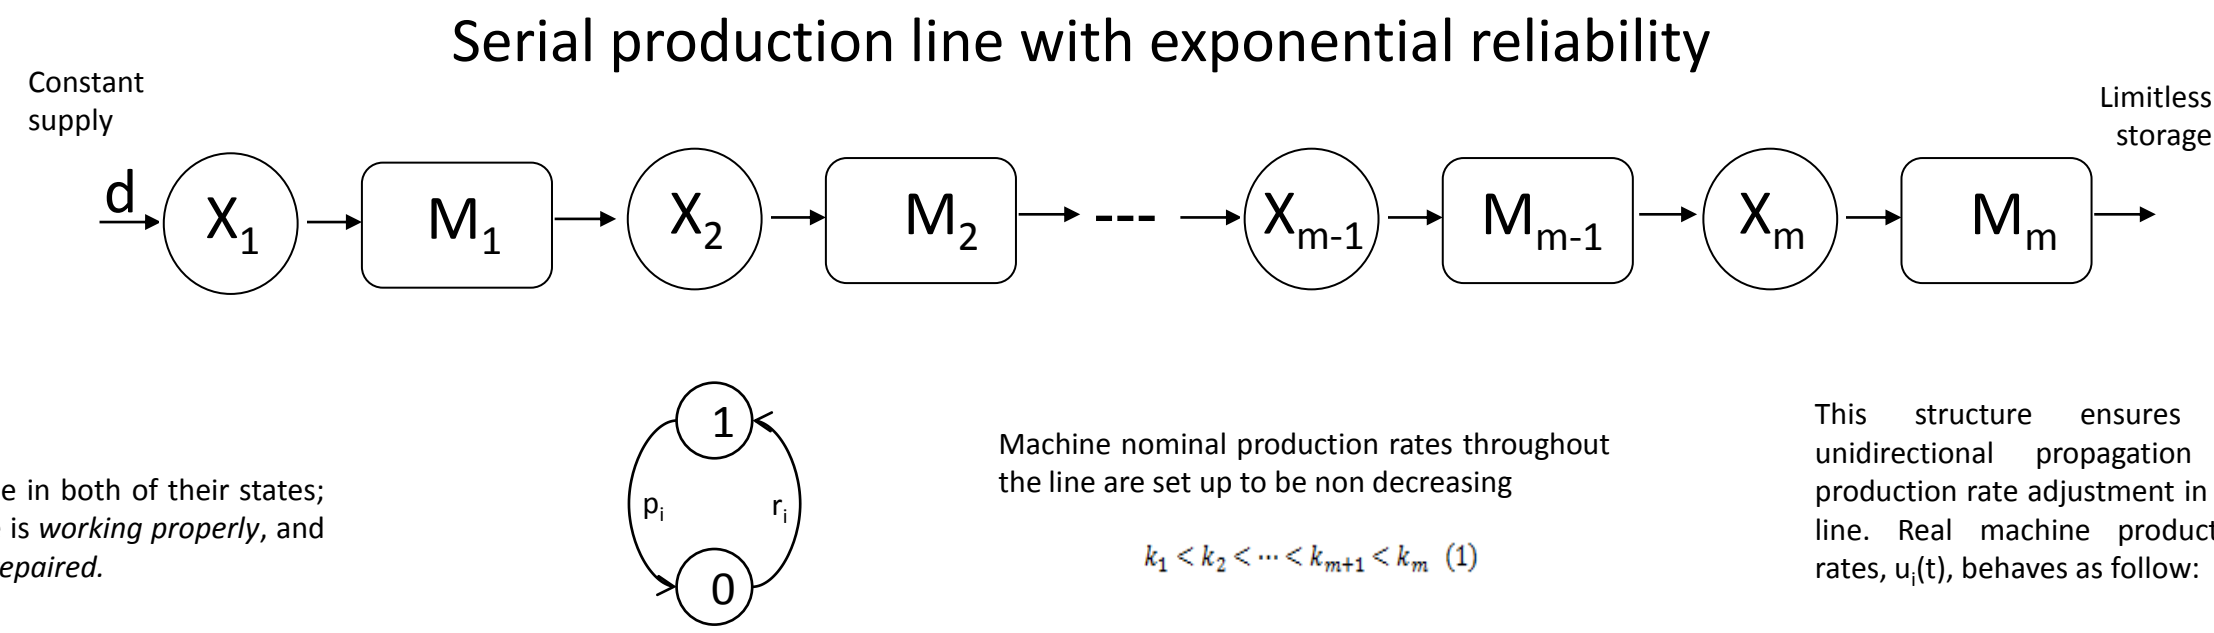 Serial production line with exponential reliability
Constant
supply
Limitless
storage
d
X1
M1
X2
M2
---
Xm-1
Mm-1
Xm
Mm
e in both of their states;
is working properly, and
epaired.
1
pi
ri
0
Machine nominal production rates throughout
the line are set up to be non decreasing
k1 < k2 < ⋯ < km+1 < km (1)
This structure ensures
unidirectional propagation
production rate adjustment in
line. Real machine product
rates, ui(t), behaves as follow: